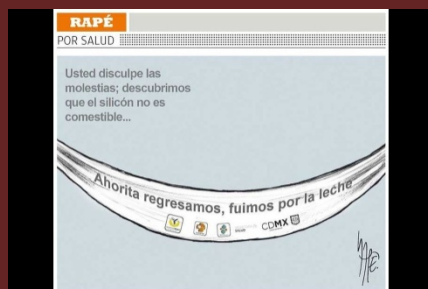 RAPÉ
POR SALUD
Usted disculpe las
molestias; descubrimos
que el silicón no es
comestible...
Ahorita regresamos, fuimos por la leche
CDMX